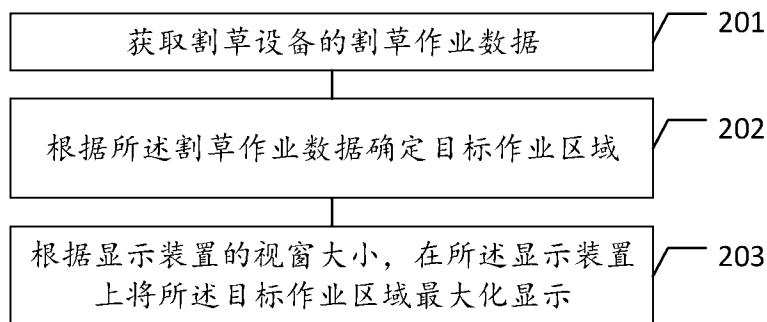 获取割草设备的割草作业数据
201
根据所述割草作业数据确定目标作业区域
202
根据显示装置的视窗大小，在所述显示装置
上将所述目标作业区域最大化显示
203